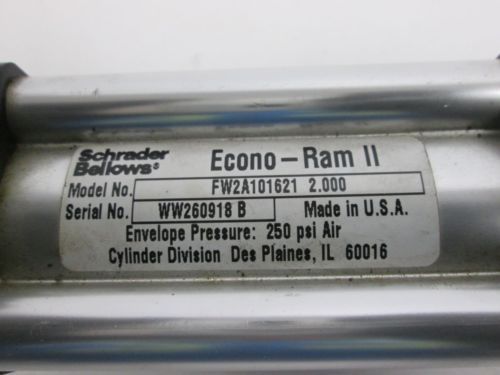 Schrader Bellows® Econo-Ram II
Model No. FW2A101621 2.000
Serial No. WW260918 B Made in U.S.A.
Envelope Pressure: 250 psi Air
Cylinder Division Des Plaines, IL 60016